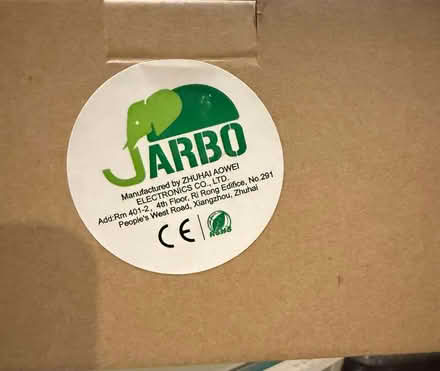 JARBO
Manufactured by ZHUHAI AOWEI
ELECTRONICS CO., LTD.
Add:Rm 401-2，4th Floor, Ri Rong Edifice, No.291
People's West Road, Xiangzhou, Zhuhai
CE
RoHS